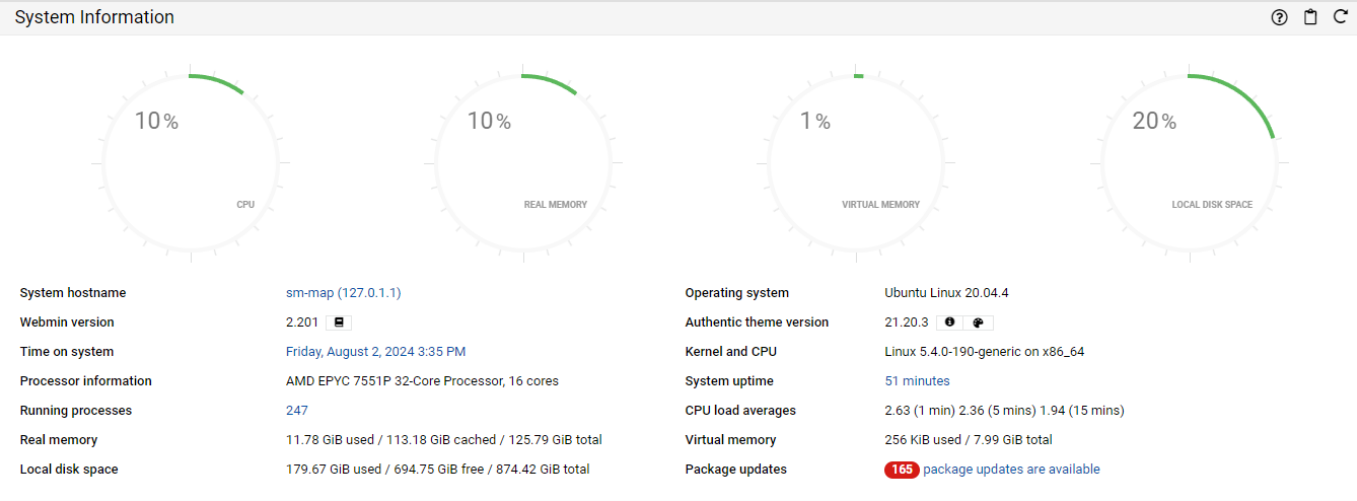 System Information
10%
CPU
10%
REAL MEMORY
1%
VIRTUAL MEMORY
20%
LOCAL DISK SPACE
System hostname sm-map (127.0.1.1) Operating system Ubuntu Linux 20.04.4
Webmin version 2.201 Authentic theme version 21.20.3
Time on system Friday, August 2, 2024 3:35 PM Kernel and CPU Linux 5.4.0-190-generic on x86_64
Processor information AMD EPYC 7551P 32-Core Processor, 16 cores System uptime 51 minutes
Running processes 247 CPU load averages 2.63 (1 min) 2.36 (5 mins) 1.94 (15 mins)
Real memory 11.78 GiB used / 113.18 GiB cached / 125.79 GiB total Virtual memory 256 KiB used / 7.99 GiB total
Local disk space 179.67 GiB used / 694.75 GiB free / 874.42 GiB total Package updates 165 package updates are available